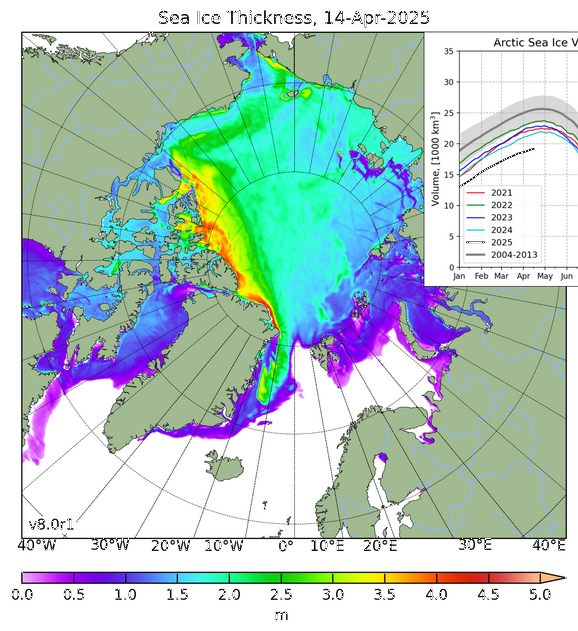 Sea Ice Thickness, 14-Apr-2025
Arctic Sea Ice V
Volume, [1000 km³]
35
30
25
20
15
10
5
0
Jan Feb Mar Apr May Jun
2021
2022
2023
2024
2025
2004-2013
v8.0r1
40°W 30°W 20°W 10°W 0° 10°E 20°E 30°E 40°E
0.0 0.5 1.0 1.5 2.0 2.5 3.0 3.5 4.0 4.5 5.0
m